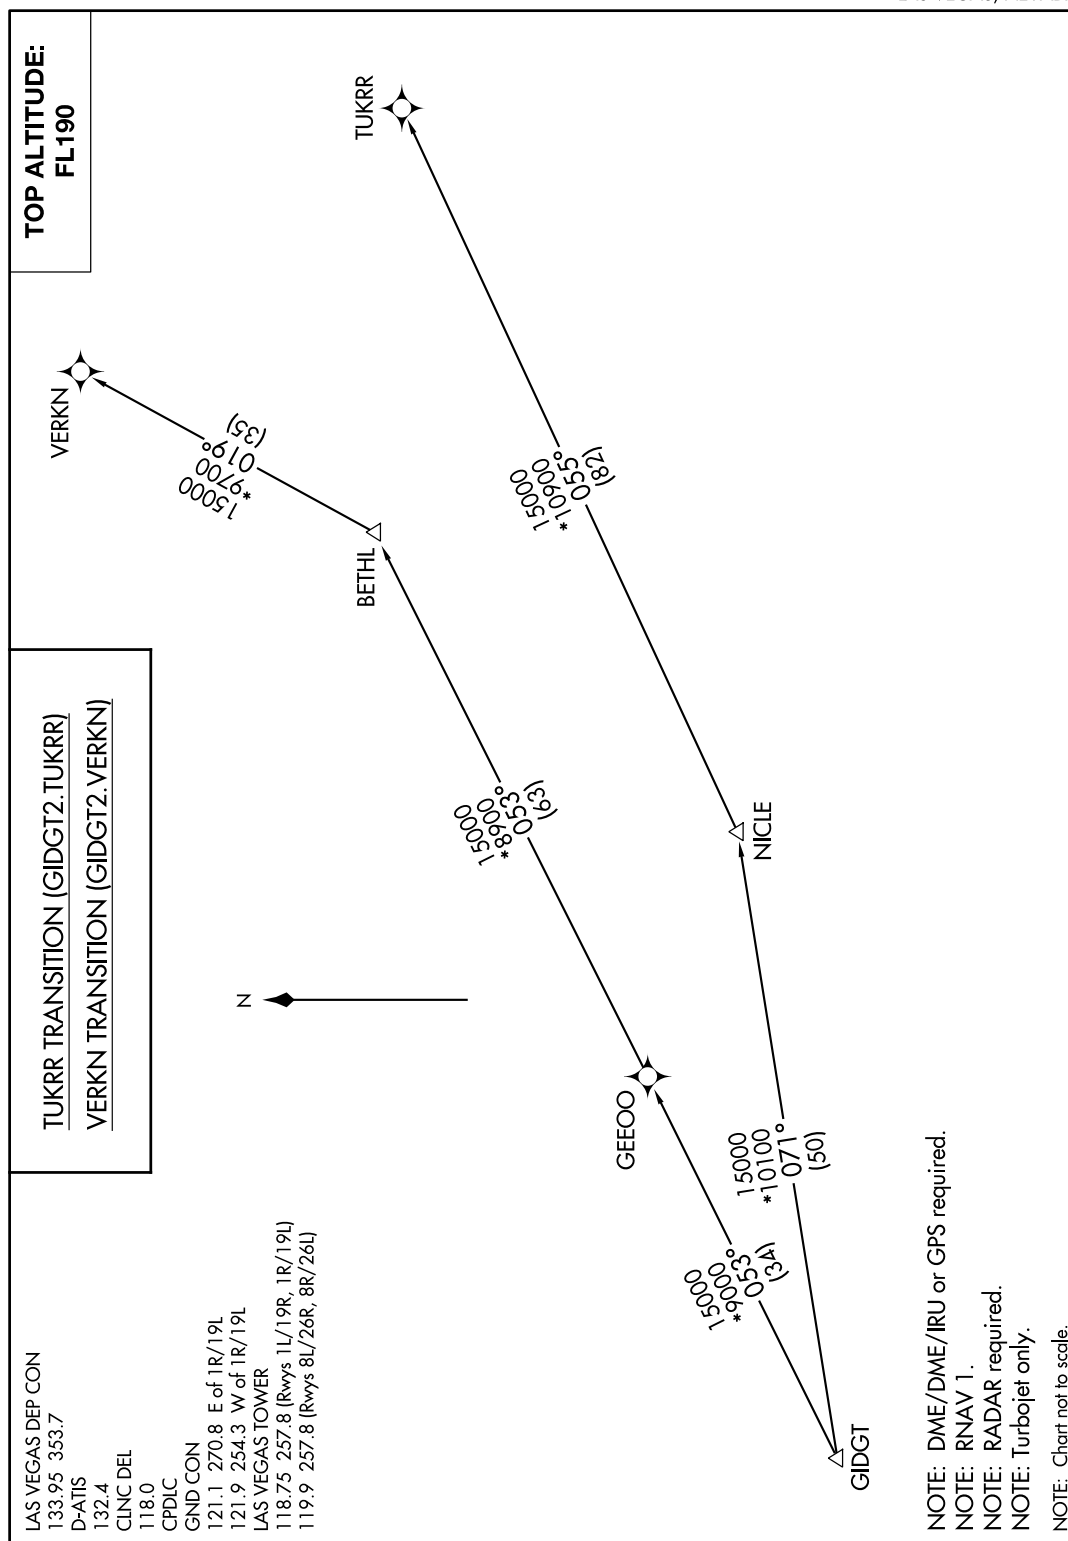 TOP ALTITUDE:
FL190
TUKRR TRANSITION (GIDGT2.TUKRR)
VERKN TRANSITION (GIDGT2.VERKN)
LAS VEGAS DEP CON
133.95 353.7
D-ATIS
132.4
CLNC DEL
118.0
CPDLC
GND CON
121.1 270.8 E of 1R/19L
121.9 254.3 W of 1R/19L
LAS VEGAS TOWER
118.75 257.8 (Rwys 1L/19R, 1R/19L)
119.9 257.8 (Rwys 8L/26R, 8R/26L)
N
VERKN
15000
*9700
019°
(35)
BETHL
TUKRR
15000
*10900
055°
(82)
15000
*8900
053°
(63)
NICLE
GEEOO
15000
*10100
071°
(50)
15000
*9000
053°
(34)
GIDGT
NOTE: DME/DME/IRU or GPS required.
NOTE: RNAV 1.
NOTE: RADAR required.
NOTE: Turbojet only.
NOTE: Chart not to scale.